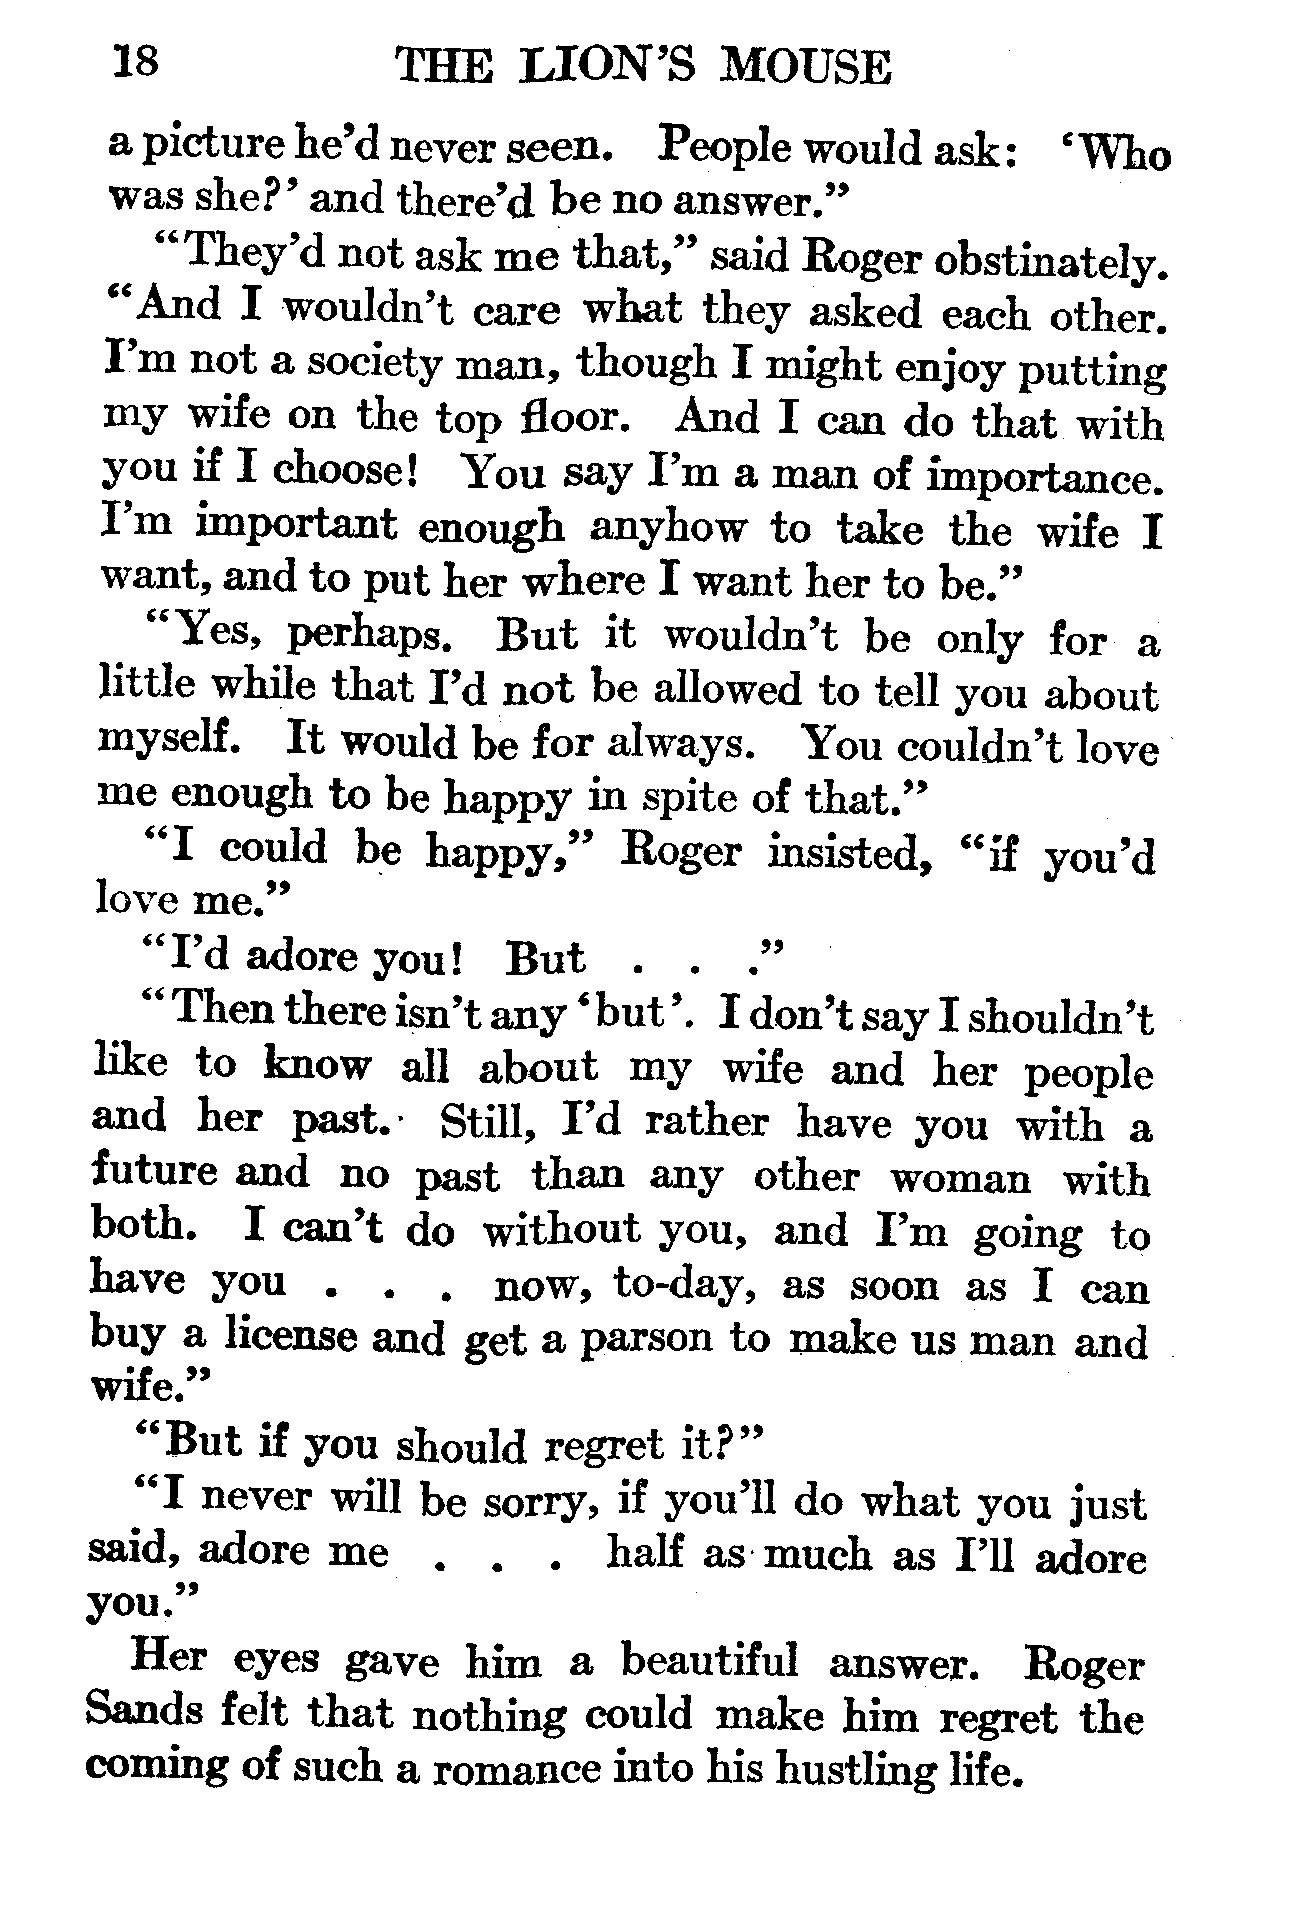 18 THE LION'S MOUSE
a picture he'd never seen. People would ask: 'Who
was she?' and there'd be no answer."
"They'd not ask me that," said Roger obstinately.
"And I wouldn't care what they asked each other.
I'm not a society man, though I might enjoy putting
my wife on the top floor. And I can do that with
you if I choose! You say I'm a man of importance.
I'm important enough anyhow to take the wife I
want, and to put her where I want her to be."
"Yes, perhaps. But it wouldn't be only for a
little while that I'd not be allowed to tell you about
myself. It would be for always. You couldn't love
me enough to be happy in spite of that."
"I could be happy," Roger insisted, "if you'd
love me."
"I'd adore you! But . . ."
"Then there isn't any 'but'. I don't say I shouldn't
like to know all about my wife and her people
and her past. Still, I'd rather have you with a
future and no past than any other woman with
both. I can't do without you, and I'm going to
have you . . . now, to-day, as soon as I can
buy a license and get a parson to make us man and
wife."
"But if you should regret it?"
"I never will be sorry, if you'll do what you just
said, adore me . . . half as much as I'll adore
you."
Her eyes gave him a beautiful answer. Roger
Sands felt that nothing could make him regret the
coming of such a romance into his hustling life.